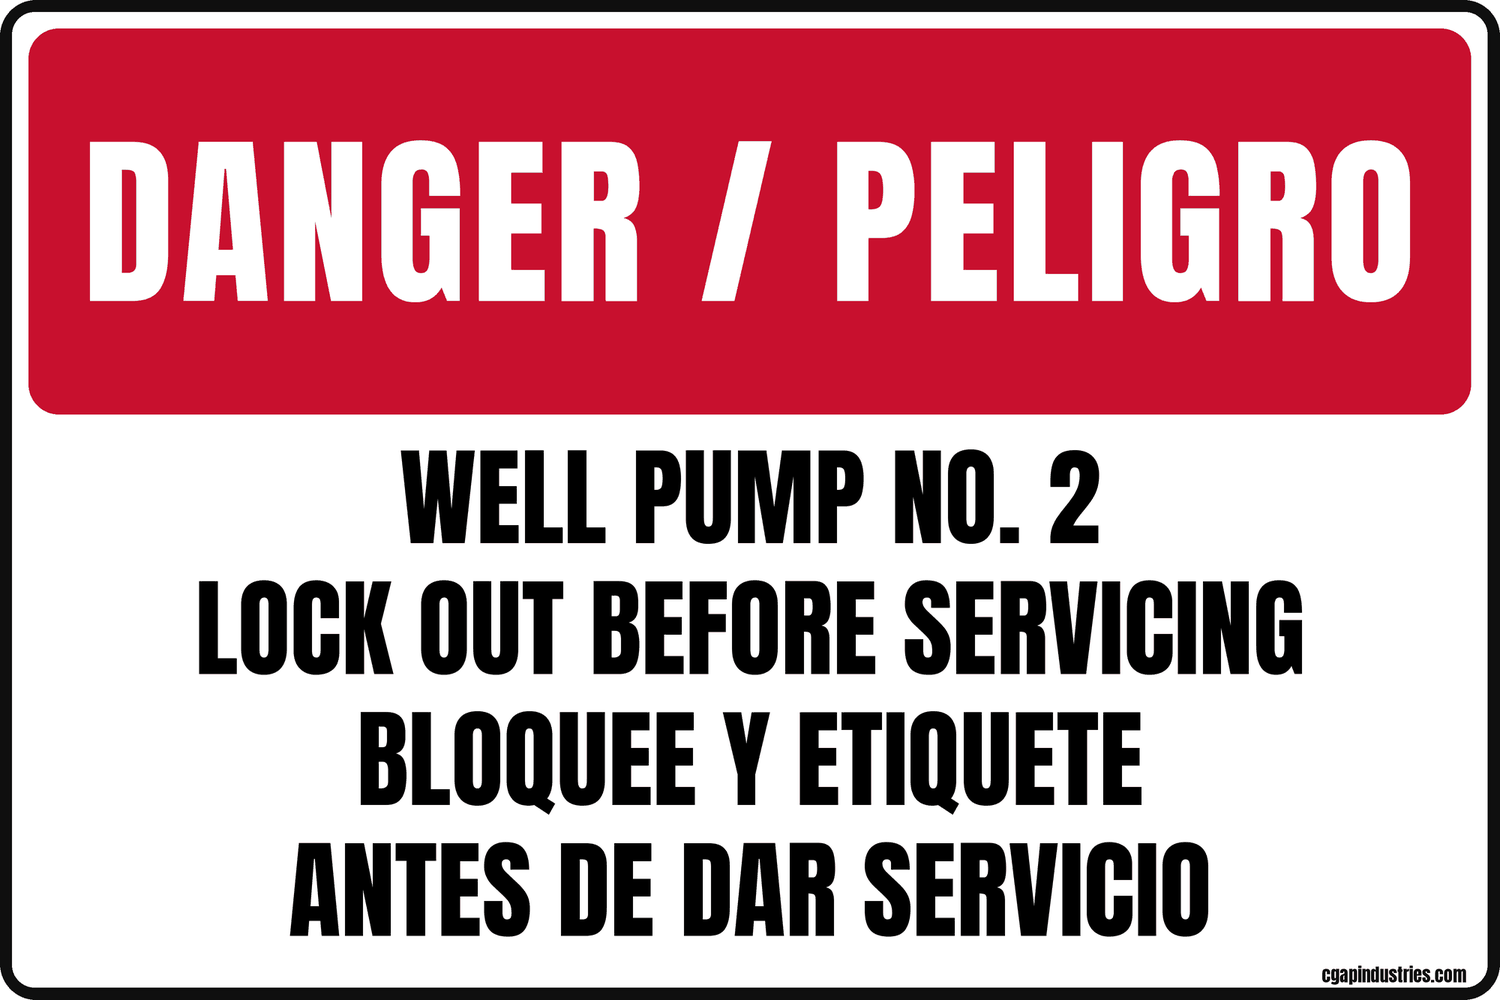 DANGER / PELIGRO
WELL PUMP NO. 2
LOCK OUT BEFORE SERVICING
BLOQUEE Y ETIQUETE
ANTES DE DAR SERVICIO
cgapindustries.com